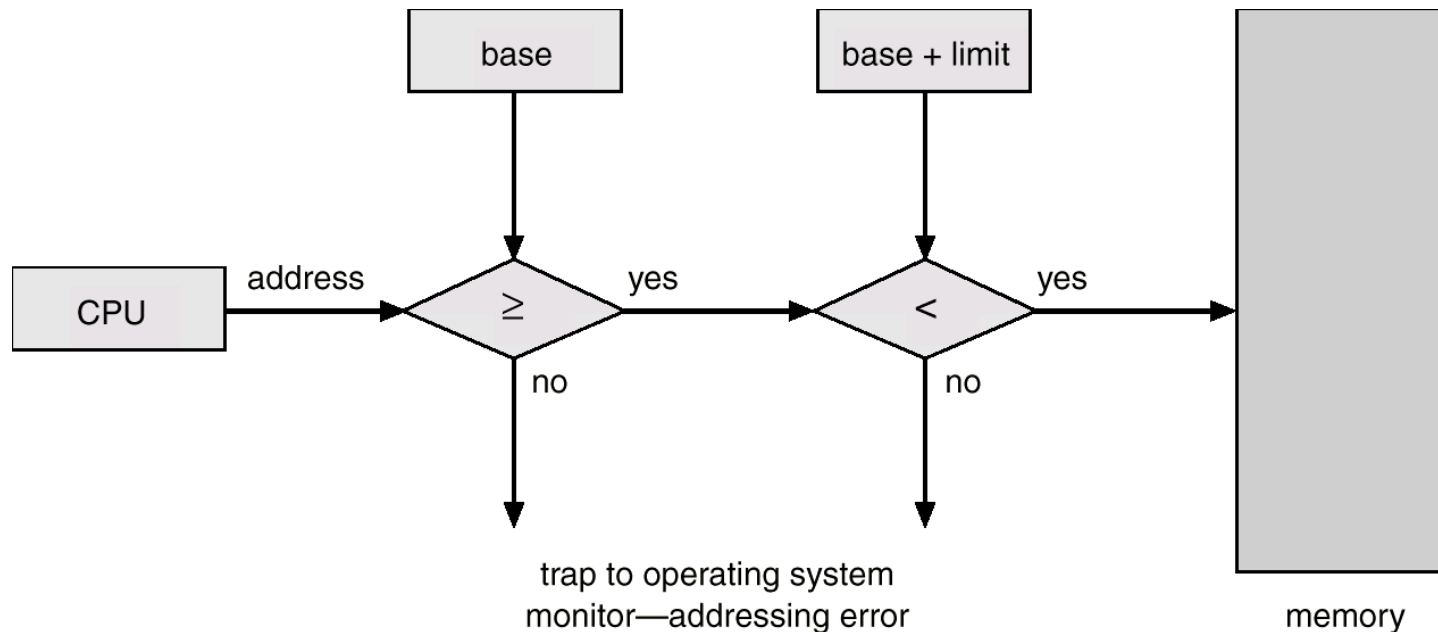 base
base + limit
address
yes
yes
CPU
≥
<
no
no
trap to operating system
monitor—addressing error
memory